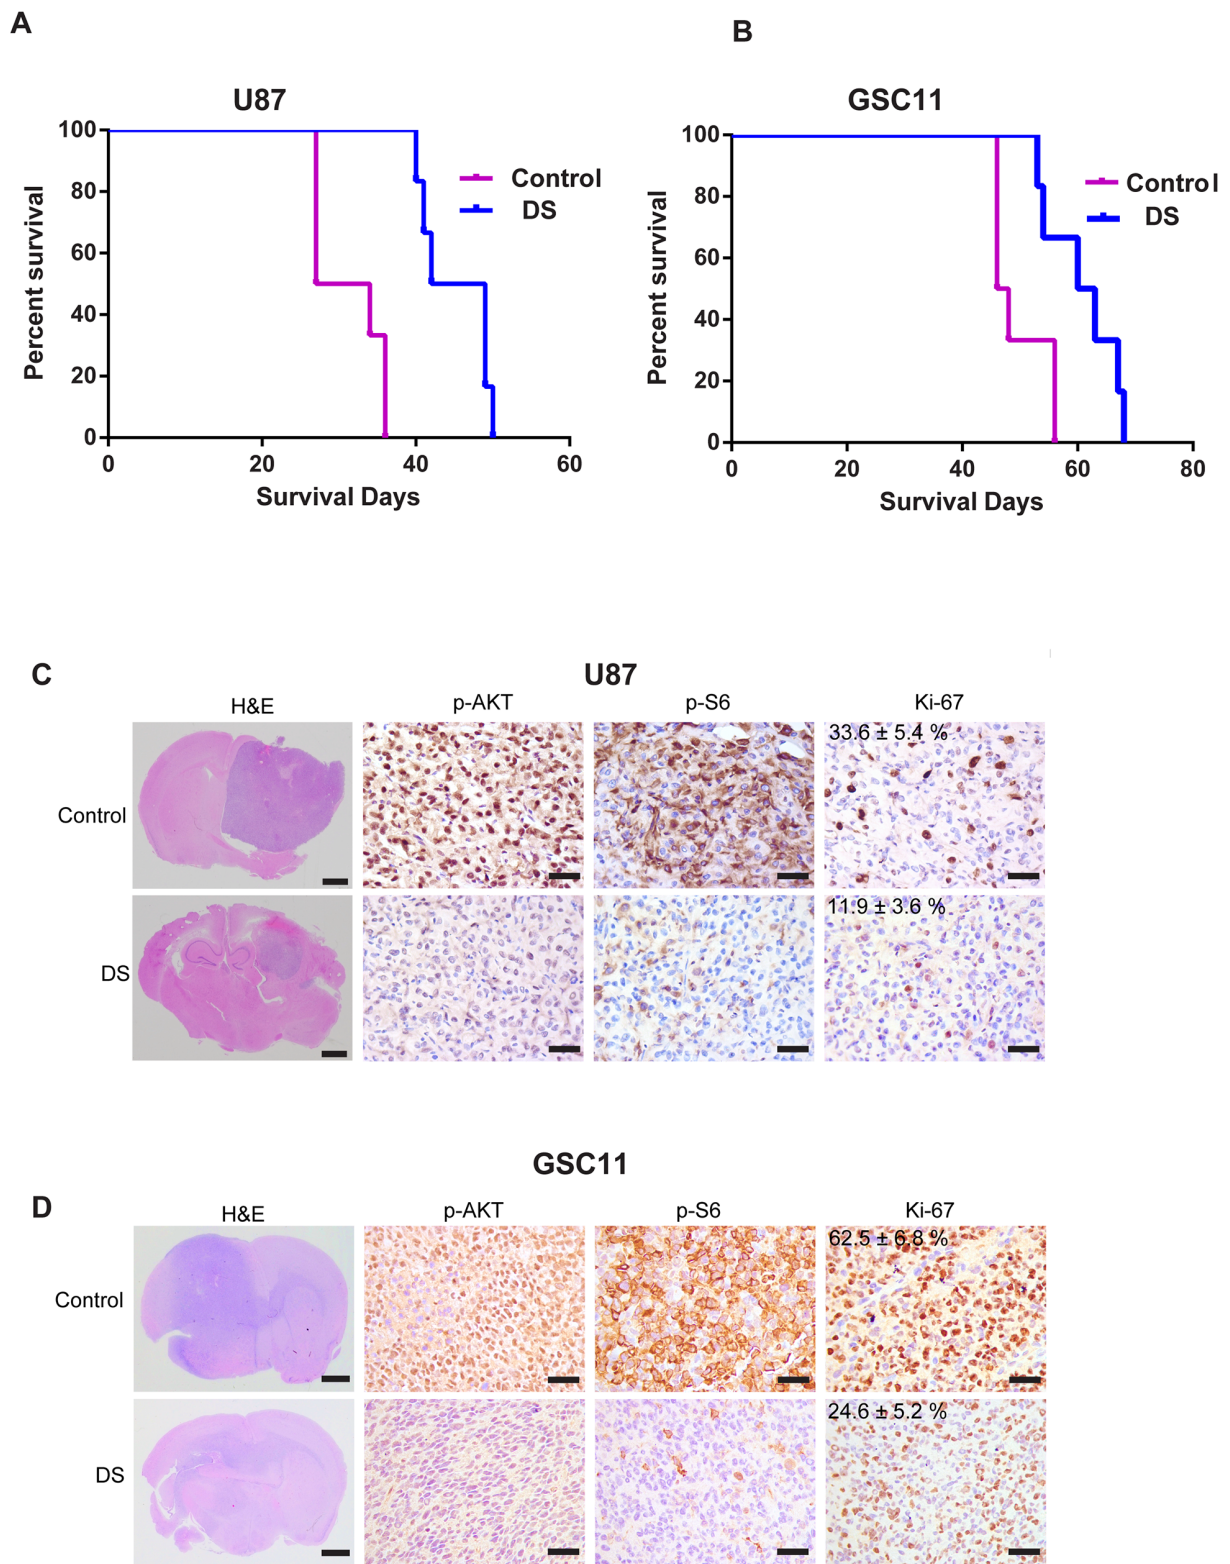 A
B
U87
GSC11
100
80
60
40
20
0
Percent survival
Control
DS
0 20 40 60
Survival Days
100
80
60
40
20
0
Percent survival
Control
DS
0 20 40 60 80
Survival Days
C
U87
H&E p-AKT p-S6 Ki-67
Control
33.6 ± 5.4 %
DS
11.9 ± 3.6 %
GSC11
D
H&E p-AKT p-S6 Ki-67
Control
62.5 ± 6.8 %
DS
24.6 ± 5.2 %